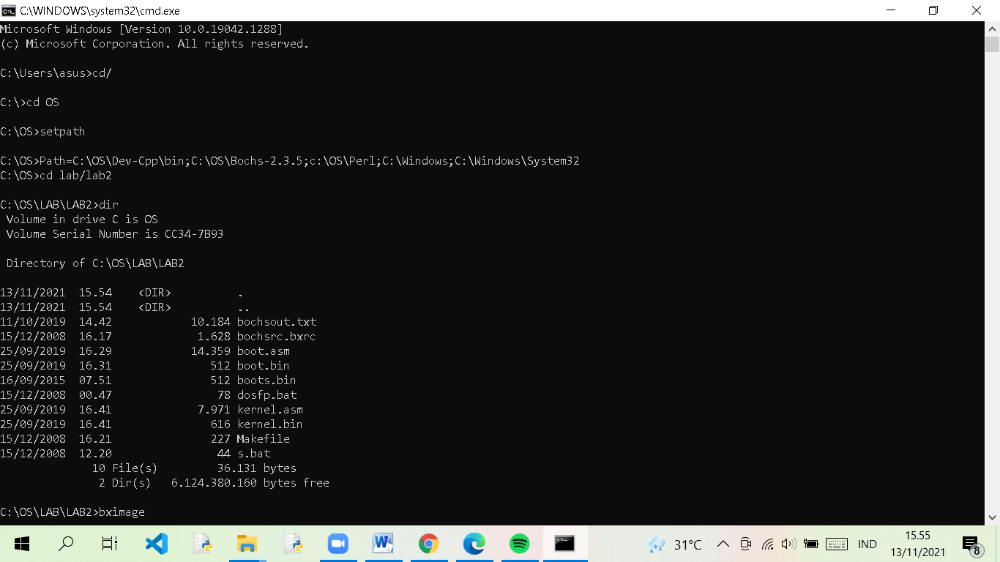 C:\WINDOWS\system32\cmd.exe
Microsoft Windows [Version 10.0.19042.1288]
(c) Microsoft Corporation. All rights reserved.
C:\Users\asus>cd/
C:\>cd OS
C:\OS>setpath
C:\OS>Path=C:\OS\Dev-Cpp\bin;C:\OS\Bochs-2.3.5;c:\OS\Perl;C:\Windows;C:\Windows\System32
C:\OS>cd lab/lab2
C:\OS\LAB\LAB2>dir
Volume in drive C is OS
Volume Serial Number is CC34-7B93
Directory of C:\OS\LAB\LAB2
13/11/2021  15.54    <DIR>          .
13/11/2021  15.54    <DIR>          ..
11/10/2019  14.42            10.184 bochsout.txt
15/12/2008  16.17             1.628 bochsrc.bxrc
25/09/2019  16.29            14.359 boot.asm
25/09/2019  16.31               512 boot.bin
16/09/2015  07.51               512 boots.bin
15/12/2008  00.47                78 dosfp.bat
25/09/2019  16.41             7.971 kernel.asm
25/09/2019  16.41               616 kernel.bin
15/12/2008  16.21               227 Makefile
15/12/2008  12.20                44 s.bat
10 File(s)         36.131 bytes
2 Dir(s)   6.124.380.160 bytes free
C:\OS\LAB\LAB2>bximage
31°C
IND
15.55
13/11/2021
8